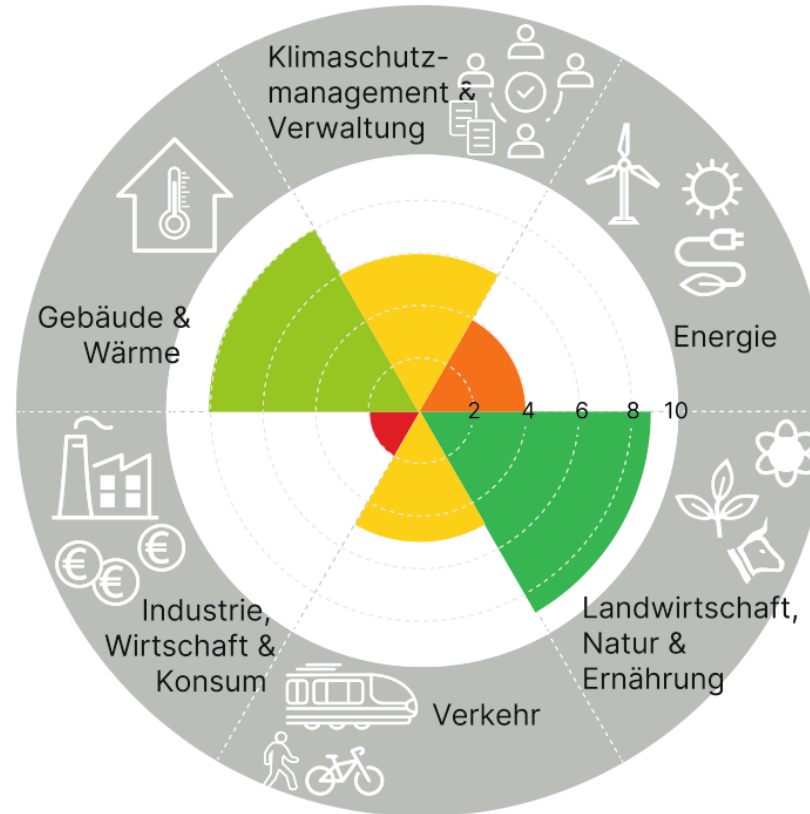 Klimaschutz-
management &
Verwaltung
Gebäude &
Wärme
Energie
2 4 6 8 10
€
€ €
Industrie,
Wirtschaft &
Konsum
Landwirtschaft,
Natur &
Ernährung
Verkehr